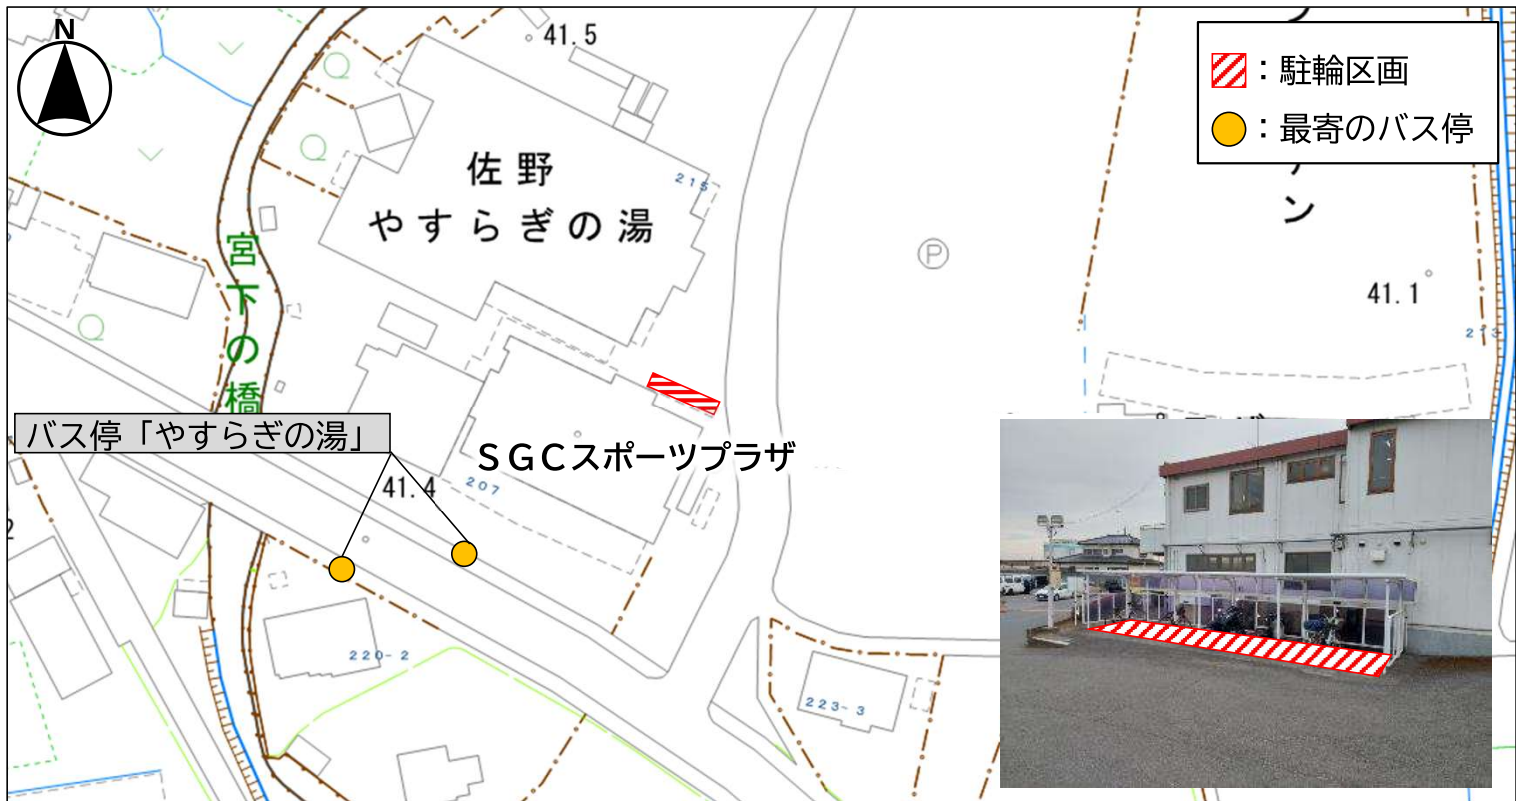 N
41.5
：駐輪区画
：最寄のバス停
佐野
やすらぎの湯
215
ン
Ⓟ
41.1
213
宮下の橋
バス停「やすらぎの湯」
ＳＧＣスポーツプラザ
41.4
207
220-2
223-3